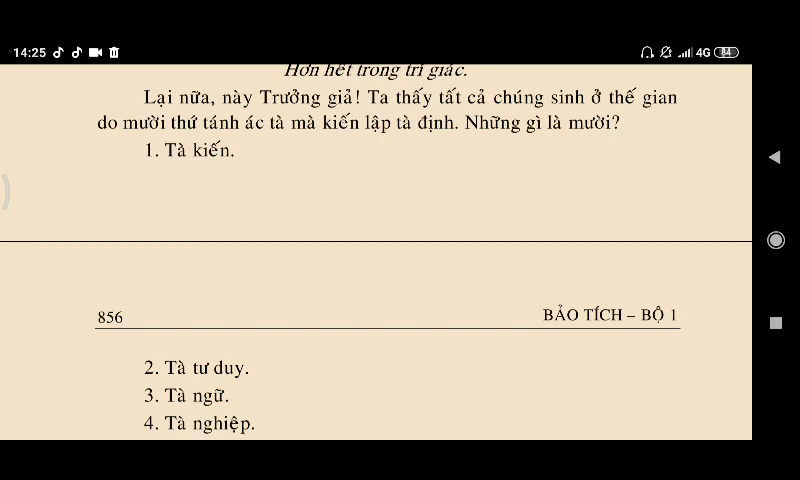 14:25
4G 84
Hơn hết trong trí giác.
Lại nữa, này Trưởng giả! Ta thấy tất cả chúng sinh ở thế gian
do mười thứ tánh ác tà mà kiến lập tà định. Những gì là mười?
1. Tà kiến.
856
BẢO TÍCH – BỘ 1
2. Tà tư duy.
3. Tà ngữ.
4. Tà nghiệp.